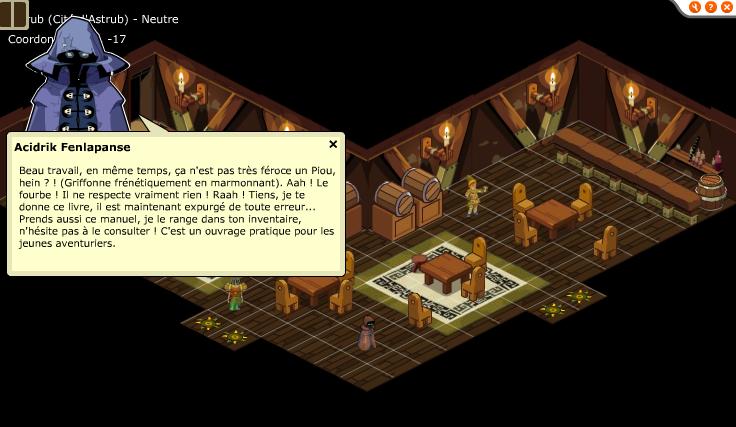 rub (Cité d'Astrub) - Neutre
Coordon -17
Acidrik Fenlapanse
Beau travail, en même temps, ça n'est pas très féroce un Piou,
hein ? ! (Griffonne frénétiquement en marmonnant). Aah ! Le
fourbe ! Il ne respecte vraiment rien ! Raah ! Tiens, je te
donne ce livre, il est maintenant expurgé de toute erreur...
Prends aussi ce manuel, je le range dans ton inventaire,
n'hésite pas à le consulter ! C'est un ouvrage pratique pour les
jeunes aventuriers.